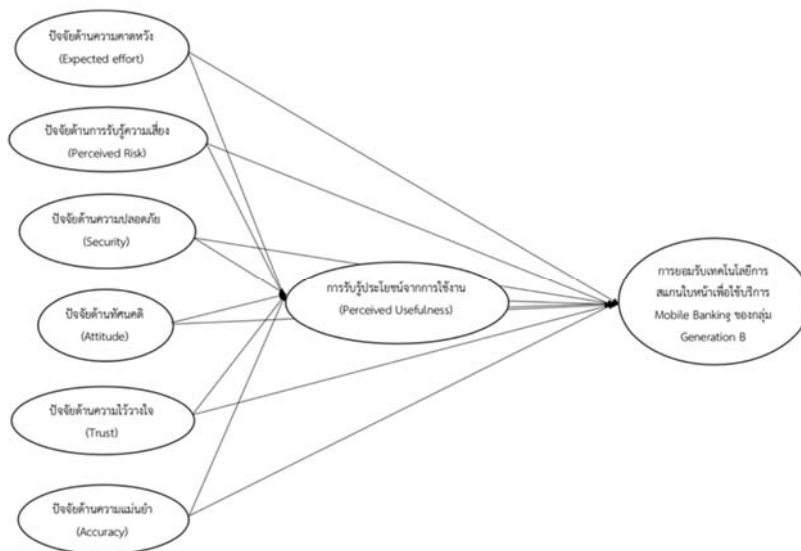 ปัจจัยด้านความคาดหวัง
(Expected effort)
ปัจจัยด้านการรับรู้ความเสี่ยง
(Perceived Risk)
ปัจจัยด้านความปลอดภัย
(Security)
ปัจจัยด้านทัศนคติ
(Attitude)
ปัจจัยด้านความไว้วางใจ
(Trust)
ปัจจัยด้านความแม่นยำ
(Accuracy)
การรับรู้ประโยชน์จากการใช้งาน
(Perceived Usefulness)
การยอมรับเทคโนโลยีการ
สแกนใบหน้าเพื่อใช้บริการ
Mobile Banking ของกลุ่ม
Generation B